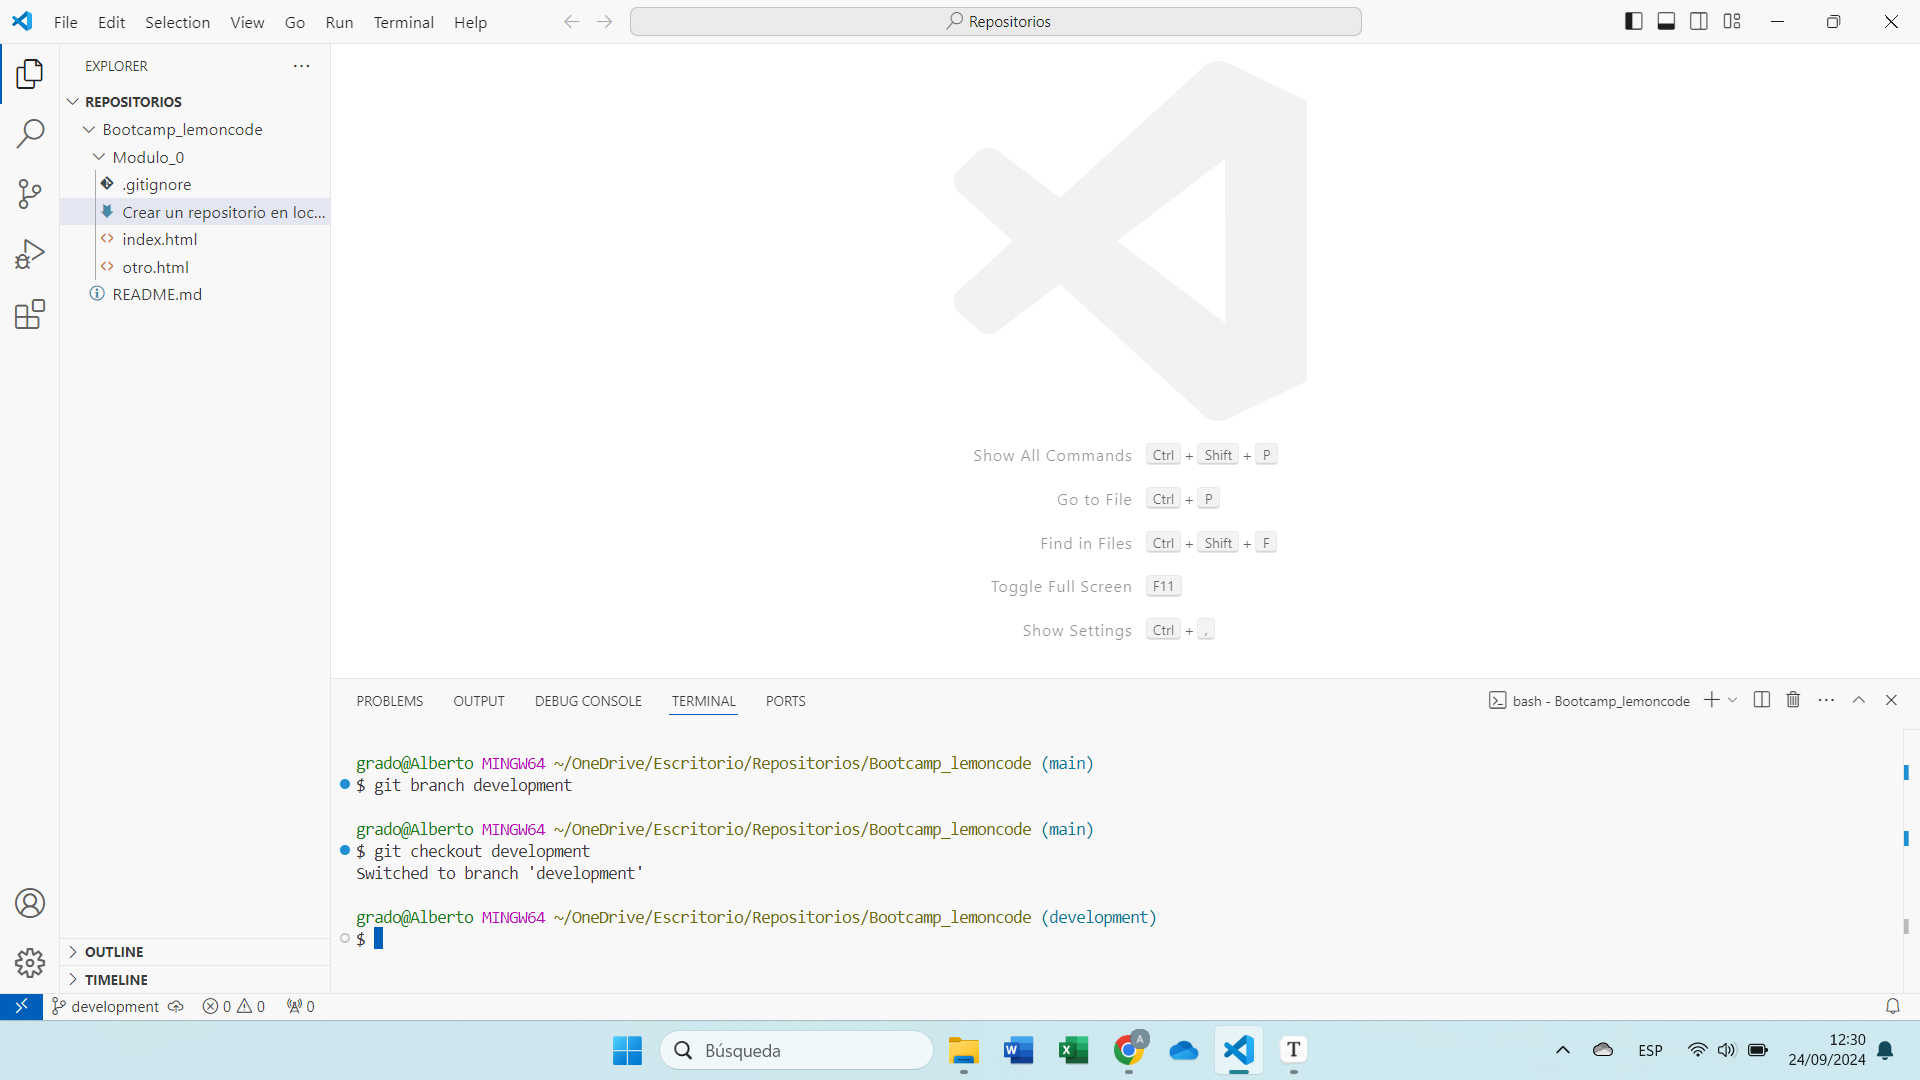 File Edit Selection View Go Run Terminal Help
Repositorios
EXPLORER
REPOSITORIOS
Bootcamp_lemoncode
Modulo_0
.gitignore
Crear un repositorio en loc...
index.html
otro.html
README.md
Show All Commands Ctrl + Shift + P
Go to File Ctrl + P
Find in Files Ctrl + Shift + F
Toggle Full Screen F11
Show Settings Ctrl + ,
PROBLEMS OUTPUT DEBUG CONSOLE TERMINAL PORTS
bash - Bootcamp_lemoncode
grado@Alberto MINGW64 ~/OneDrive/Escritorio/Repositorios/Bootcamp_lemoncode (main)
$ git branch development
grado@Alberto MINGW64 ~/OneDrive/Escritorio/Repositorios/Bootcamp_lemoncode (main)
$ git checkout development
Switched to branch 'development'
grado@Alberto MINGW64 ~/OneDrive/Escritorio/Repositorios/Bootcamp_lemoncode (development)
$
OUTLINE
TIMELINE
development 0 0 0
Búsqueda
A
T
ESP
12:30
24/09/2024